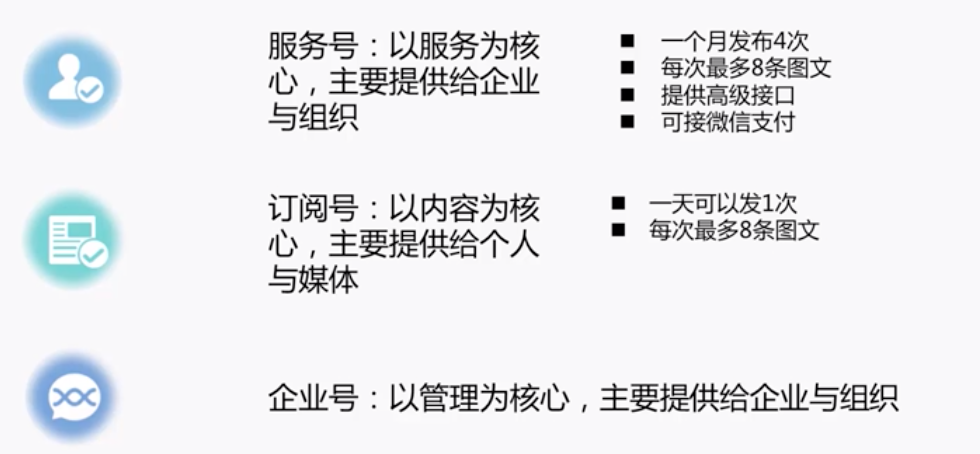 服务号：以服务为核
心，主要提供给企业
与组织
■ 一个月发布4次
■ 每次最多8条图文
■ 提供高级接口
■ 可接微信支付
订阅号：以内容为核
心，主要提供给个人
与媒体
■ 一天可以发1次
■ 每次最多8条图文
企业号：以管理为核心，主要提供给企业与组织